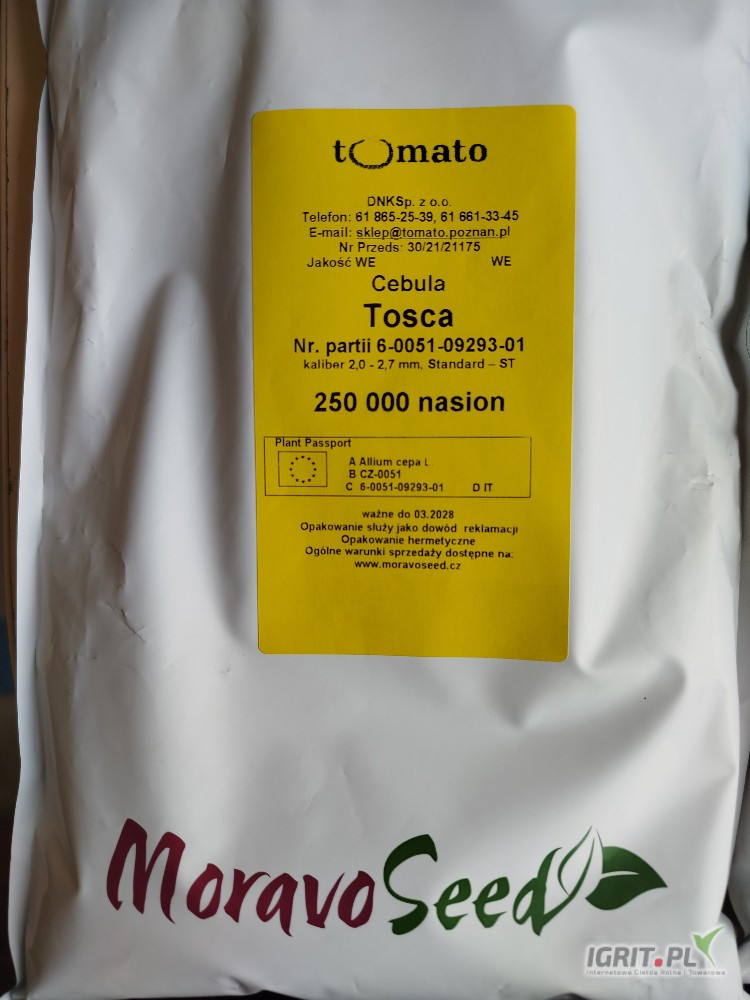 tomato
DNKSp. z o.o.
Telefon: 61 865-25-39, 61 661-33-45
E-mail: sklep@tomato.poznan.pl
Nr Przeds: 30/21/21175
Jakość WE WE
Cebula
Tosca
Nr. partii 6-0051-09293-01
kaliber 2,0 - 2,7 mm, Standard – ST
250 000 nasion
Plant Passport
A Allium cepa L
B CZ-0051
C 6-0051-09293-01 D IT
ważne do 03.2028
Opakowanie służy jako dowód reklamacji
Opakowanie hermetyczne
Ogólne warunki sprzedaży dostępne na:
www.moravoseed.cz
MoravoSeed
IGRIT.PL
Internetowa Giełda Rolna i Towarowa